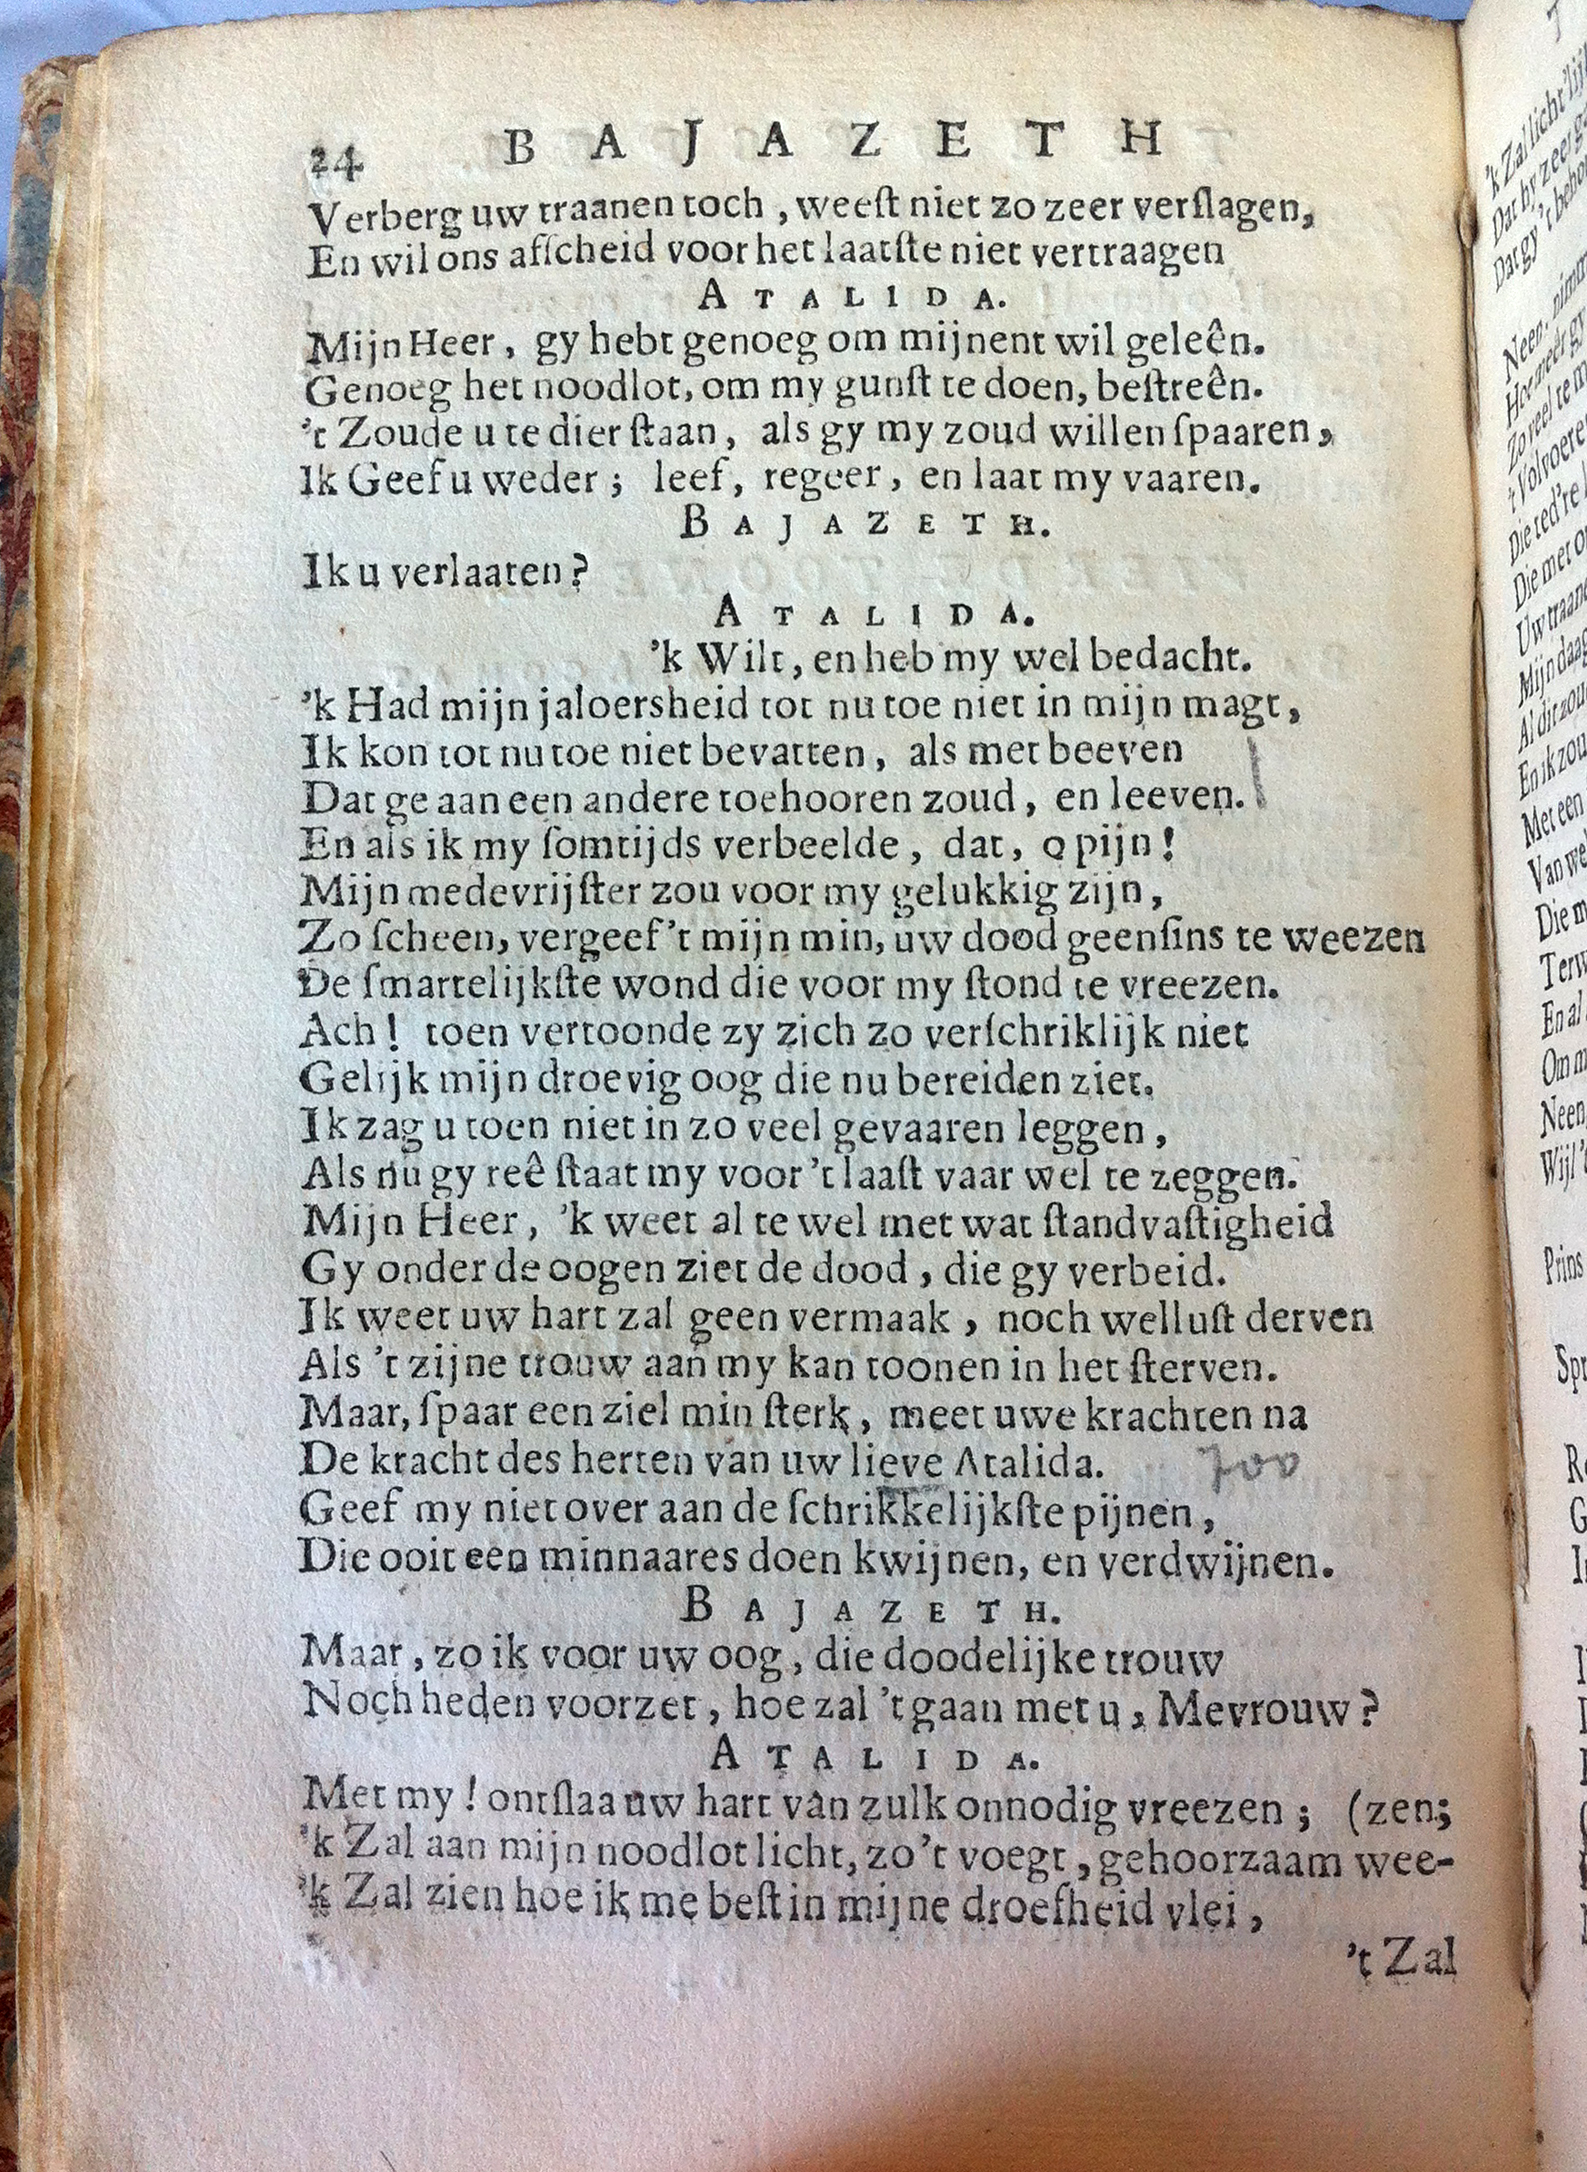 24 BAJAZETH
Verberg uw traanen toch, weeſt niet zo zeer verſlagen,
En wil ons afſcheid voor het laatſte niet vertraagen
ATALIDA.
Mijn Heer, gy hebt genoeg om mijnent wil geleên.
Genoeg het noodlot, om my gunſt te doen, beſtreên.
't Zoude u te dier ſtaan, als gy my zoud willen ſpaaren,
Ik Geef u weder; leef, regeer, en laat my vaaren.
BAJAZETH.
Ik u verlaaten?
ATALIDA.
'k Wilt, en heb my wel bedacht.
'k Had mijn jaloersheid tot nu toe niet in mijn magt,
Ik kon tot nu toe niet bevatten, als met beeven
Dat ge aan een andere toehooren zoud, en leeven.
En als ik my ſomtijds verbeelde, dat, o pijn!
Mijn medevrijſter zou voor my gelukkig zijn,
Zo ſcheen, vergeef 't mijn min, uw dood geenſins te weezen
De ſmartelijkſte wond die voor my ſtond te vreezen.
Ach! toen vertoonde zy zich zo verſchriklijk niet
Gelijk mijn droevig oog die nu bereiden ziet.
Ik zag u toen niet in zo veel gevaaren leggen,
Als nu gy reê ſtaat my voor 't laaſt vaar wel te zeggen.
Mijn Heer, 'k weet al te wel met wat ſtandvaſtigheid
Gy onder de oogen ziet de dood, die gy verbeid.
Ik weet uw hart zal geen vermaak, noch welluſt derven
Als 't zijne trouw aan my kan toonen in het ſterven.
Maar, ſpaar een ziel min ſterk, meet uwe krachten na
De kracht des herten van uw lieve Atalida. 700
Geef my niet over aan de ſchrikkelijkſte pijnen,
Die ooit een minnaares doen kwijnen, en verdwijnen.
BAJAZETH.
Maar, zo ik voor uw oog, die doodelijke trouw
Noch heden voorzet, hoe zal 't gaan met u, Mevrouw?
ATALIDA.
Met my! ontſlaa uw hart van zulk onnodig vreezen; (zen;
'k Zal aan mijn noodlot licht, zo 't voegt, gehoorzaam wee-
'k Zal zien hoe ik me beſt in mijne droefheid vlei,
't Zal